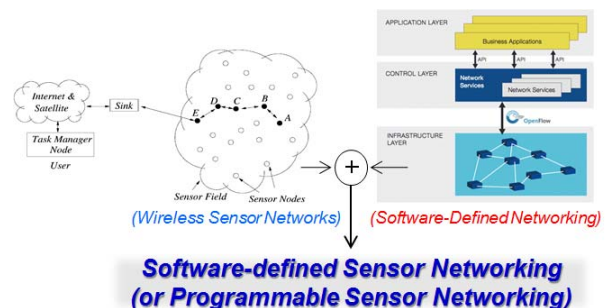 Internet &
Satellite
Sink
Task Manager
Node
User
D
C
B
E
A
Sensor Field
Sensor Nodes
(Wireless Sensor Networks)
APPLICATION LAYER
Business Applications
API
API
API
CONTROL LAYER
Network
Services
Network Services
OpenFlow
INFRASTRUCTURE
LAYER
+
(Software-Defined Networking)
Software-defined Sensor Networking
(or Programmable Sensor Networking)